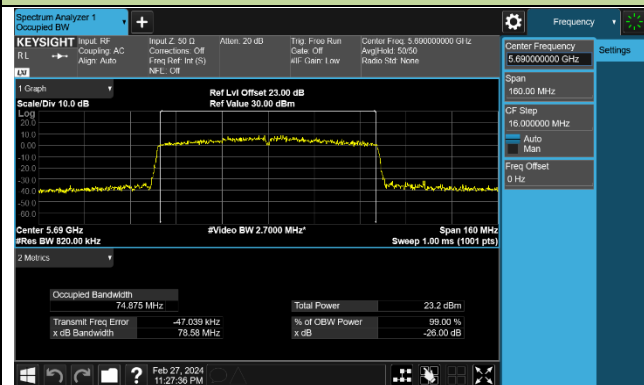 Spectrum Analyzer 1
Occupied BW
Frequency
KEYSIGHT
RL
LXI
Input: RF
Coupling: AC
Align: Auto
Input Z: 50 Ω
Corrections: Off
Freq Ref: Int (S)
NFE: Off
Atten: 20 dB
Trig: Free Run
Gate: Off
#IF Gain: Low
Center Freq: 5.690000000 GHz
Avg|Hold: 50/50
Radio Std: None
Center Frequency
5.690000000 GHz
Settings
Span
160.00 MHz
CF Step
16.000000 MHz
Auto
Man
Freq Offset
0 Hz
1 Graph
Scale/Div 10.0 dB
Ref Lvl Offset 23.00 dB
Ref Value 30.00 dBm
Log
20.0
10.0
0.00
-10.0
-20.0
-30.0
-40.0
-50.0
-60.0
Center 5.69 GHz
#Res BW 820.00 kHz
#Video BW 2.7000 MHz*
Span 160 MHz
Sweep 1.00 ms (1001 pts)
2 Metrics
Occupied Bandwidth
74.875 MHz
Total Power 23.2 dBm
Transmit Freq Error -47.039 kHz
% of OBW Power 99.00 %
x dB Bandwidth 78.58 MHz
x dB -26.00 dB
?
Feb 27, 2024
11:27:36 PM